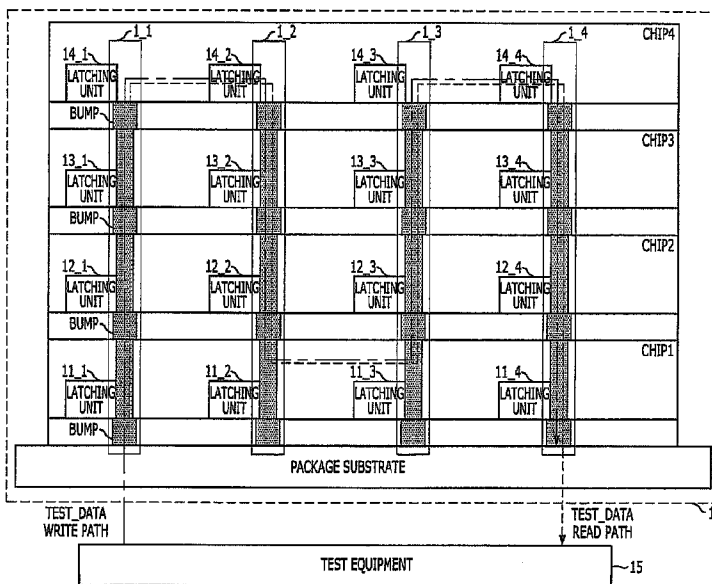 1_1 1_2 1_3 1_4
CHIP4
14_1 14_2 14_3 14_4
LATCHING UNIT LATCHING UNIT LATCHING UNIT LATCHING UNIT
BUMP
CHIP3
13_1 13_2 13_3 13_4
LATCHING UNIT LATCHING UNIT LATCHING UNIT LATCHING UNIT
BUMP
CHIP2
12_1 12_2 12_3 12_4
LATCHING UNIT LATCHING UNIT LATCHING UNIT LATCHING UNIT
BUMP
CHIP1
11_1 11_2 11_3 11_4
LATCHING UNIT LATCHING UNIT LATCHING UNIT LATCHING UNIT
BUMP
PACKAGE SUBSTRATE
1
TEST_DATA
WRITE PATH
TEST_DATA
READ PATH
TEST EQUIPMENT
15